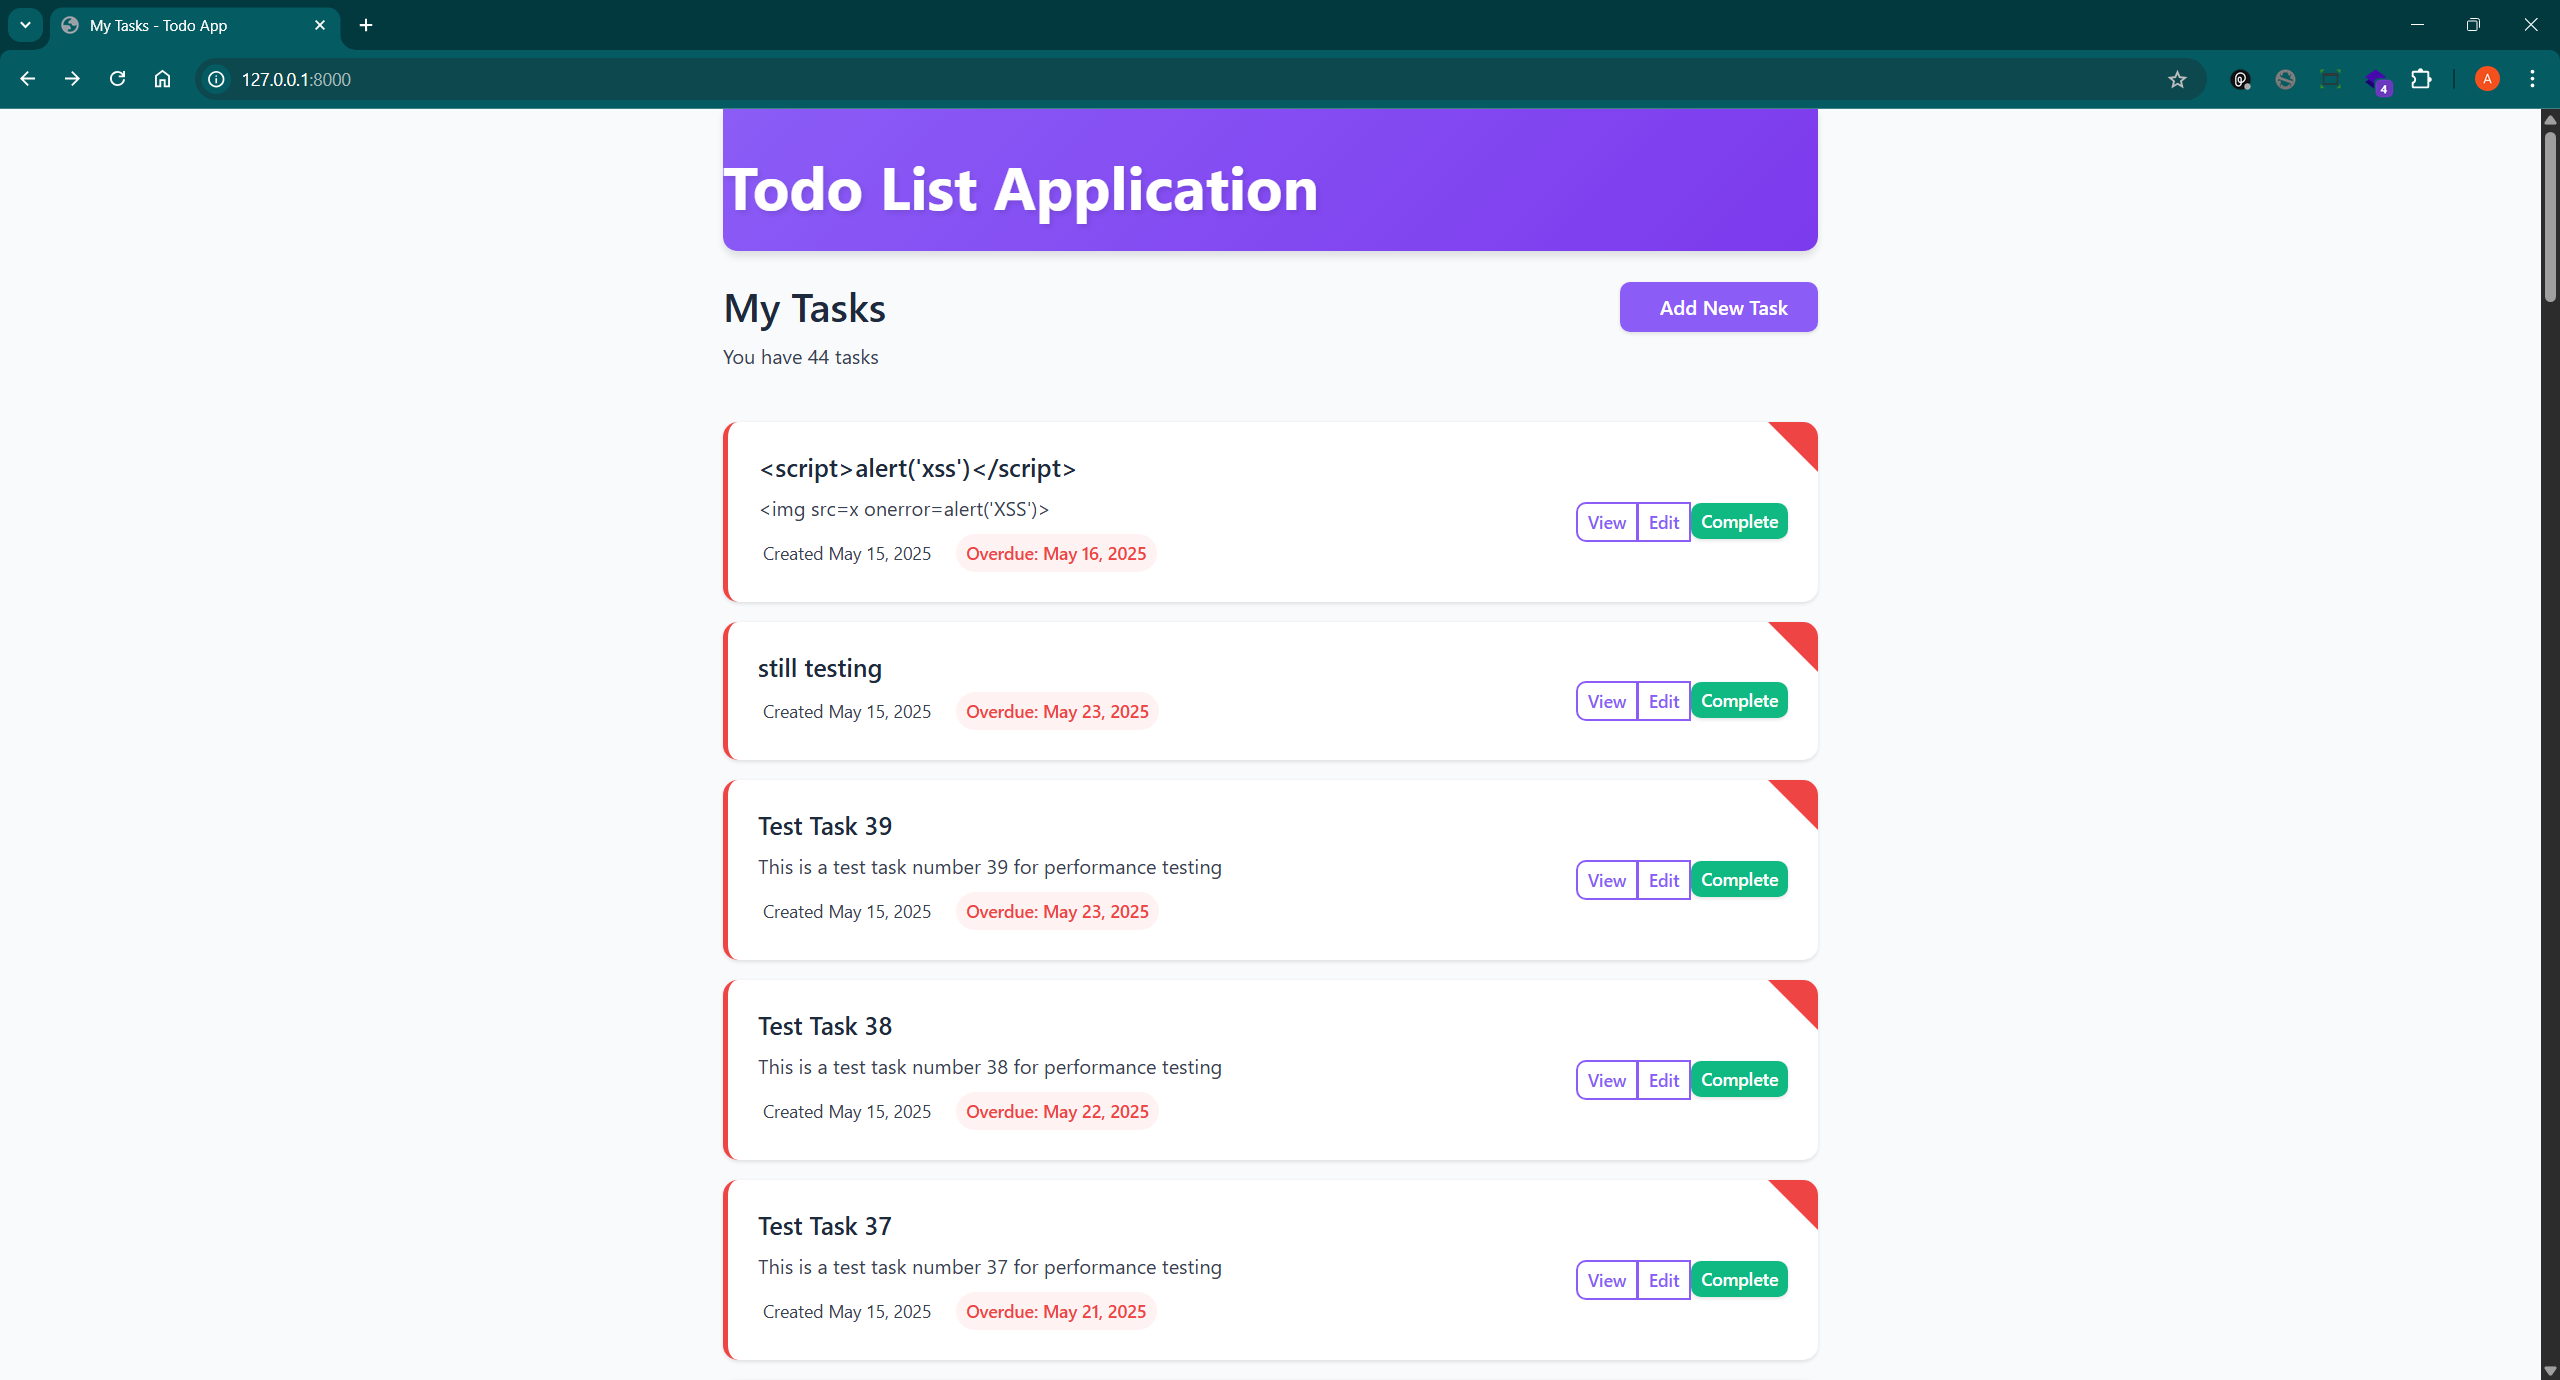 My Tasks - Todo App
127.0.0.1:8000
4
A
Todo List Application
My Tasks
Add New Task
You have 44 tasks
<script>alert('xss')</script>
<img src=x onerror=alert('XSS')>
View Edit Complete
Created May 15, 2025 Overdue: May 16, 2025
still testing
View Edit Complete
Created May 15, 2025 Overdue: May 23, 2025
Test Task 39
This is a test task number 39 for performance testing
View Edit Complete
Created May 15, 2025 Overdue: May 23, 2025
Test Task 38
This is a test task number 38 for performance testing
View Edit Complete
Created May 15, 2025 Overdue: May 22, 2025
Test Task 37
This is a test task number 37 for performance testing
View Edit Complete
Created May 15, 2025 Overdue: May 21, 2025